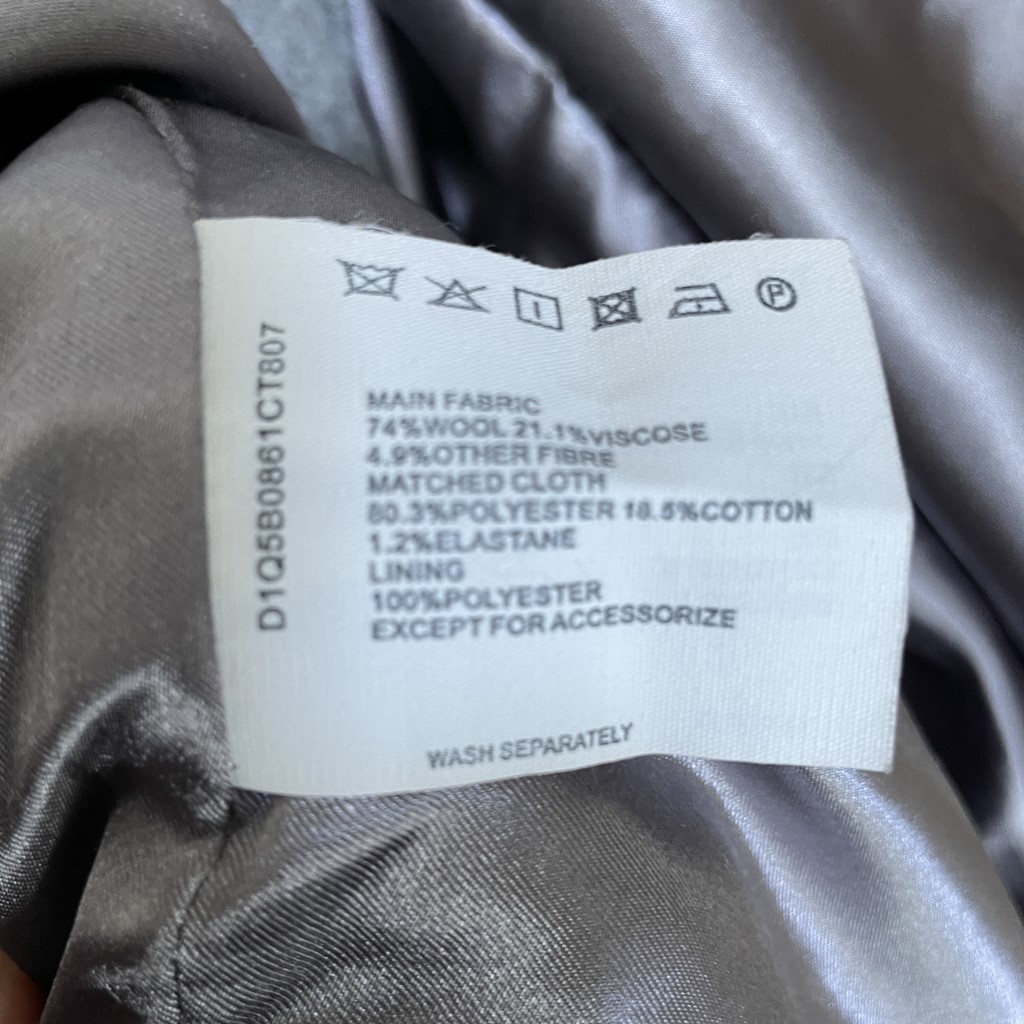 D1Q5B0861CT807
P
MAIN FABRIC
74%WOOL 21.1%VISCOSE
4.9%OTHER FIBRE
MATCHED CLOTH
80.3%POLYESTER 18.5%COTTON
1.2%ELASTANE
LINING
100%POLYESTER
EXCEPT FOR ACCESSORIZE
WASH SEPARATELY